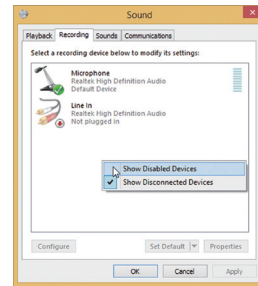 Sound
Playback Recording Sounds Communications
Select a recording device below to modify its settings:
Microphone
Realtek High Definition Audio
Default Device
Line In
Realtek High Definition Audio
Not plugged in
Show Disabled Devices
Show Disconnected Devices
Configure Set Default Properties
OK Cancel Apply